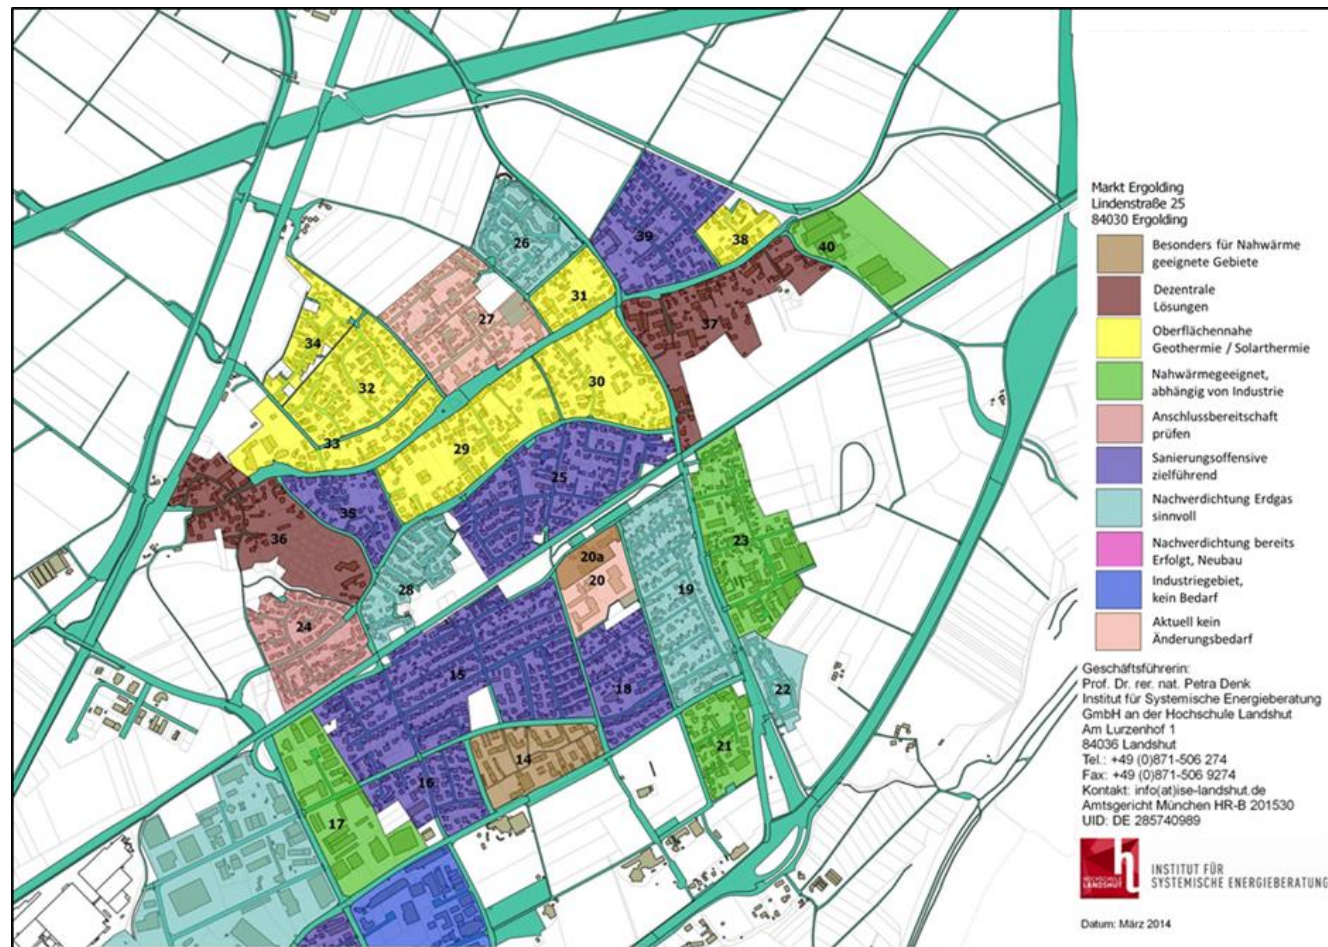 39
38
40
26
31
27
37
34
32
30
33
29
25
35
36
20a
23
20
28
19
24
15
18
22
14
21
16
17
Markt Ergolding
Lindenstraße 25
84030 Ergolding
Besonders für Nahwärme
geeignete Gebiete
Dezentrale
Lösungen
Oberflächennahe
Geothermie / Solarthermie
Nahwärmegeeignet,
abhängig von Industrie
Anschlussbereitschaft
prüfen
Sanierungsoffensive
zielführend
Nachverdichtung Erdgas
sinnvoll
Nachverdichtung bereits
Erfolgt, Neubau
Industriegebiet,
kein Bedarf
Aktuell kein
Änderungsbedarf
Geschäftsführerin:
Prof. Dr. rer. nat. Petra Denk
Institut für Systemische Energieberatung
GmbH an der Hochschule Landshut
Am Lurzenhof 1
84036 Landshut
Tel.: +49 (0)871-506 274
Fax: +49 (0)871-506 9274
Kontakt: info(at)ise-landshut.de
Amtsgericht München HR-B 201530
UID: DE 285740989
HOCHSCHULE
LANDSHUT
INSTITUT FÜR
SYSTEMISCHE ENERGIEBERATUNG
Datum: März 2014